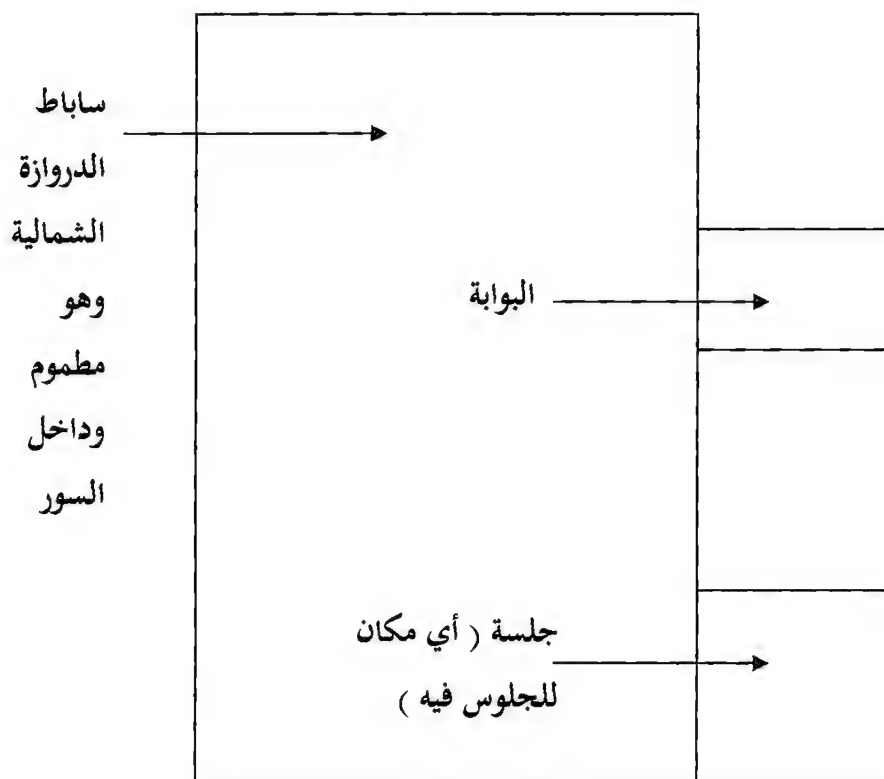 ساباط
الدروازة
الشمالية
وهو
مطموم
وداخل
السور
البوابة
جلسة ( أي مكان
للجلوس فيه )